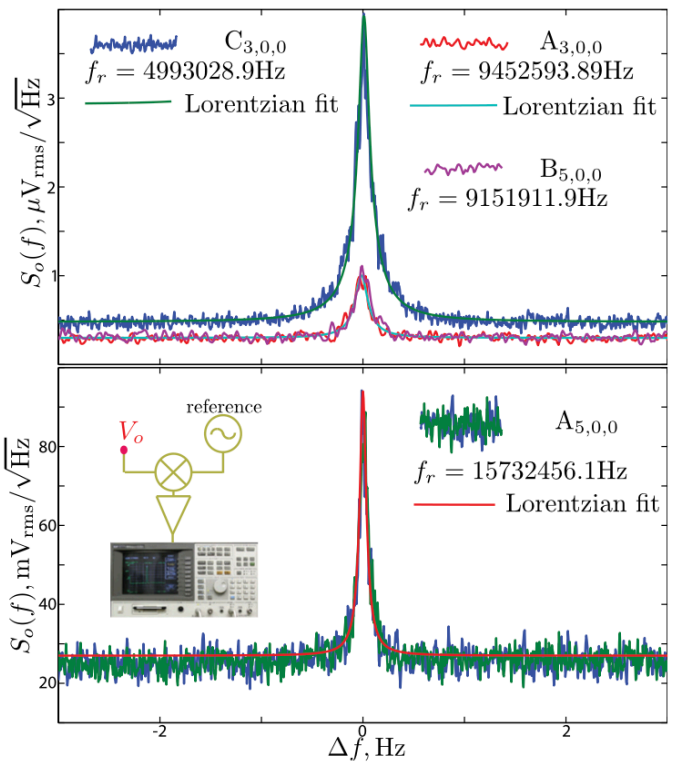 C3,0,0
fr = 4993028.9Hz
Lorentzian fit
A3,0,0
fr = 9452593.89Hz
Lorentzian fit
B5,0,0
fr = 9151911.9Hz
So(f), μVrms/√Hz
3
2
1
reference
Vo
A5,0,0
fr = 15732456.1Hz
Lorentzian fit
So(f), mVrms/√Hz
80
60
40
20
-2
0
2
Δf, Hz